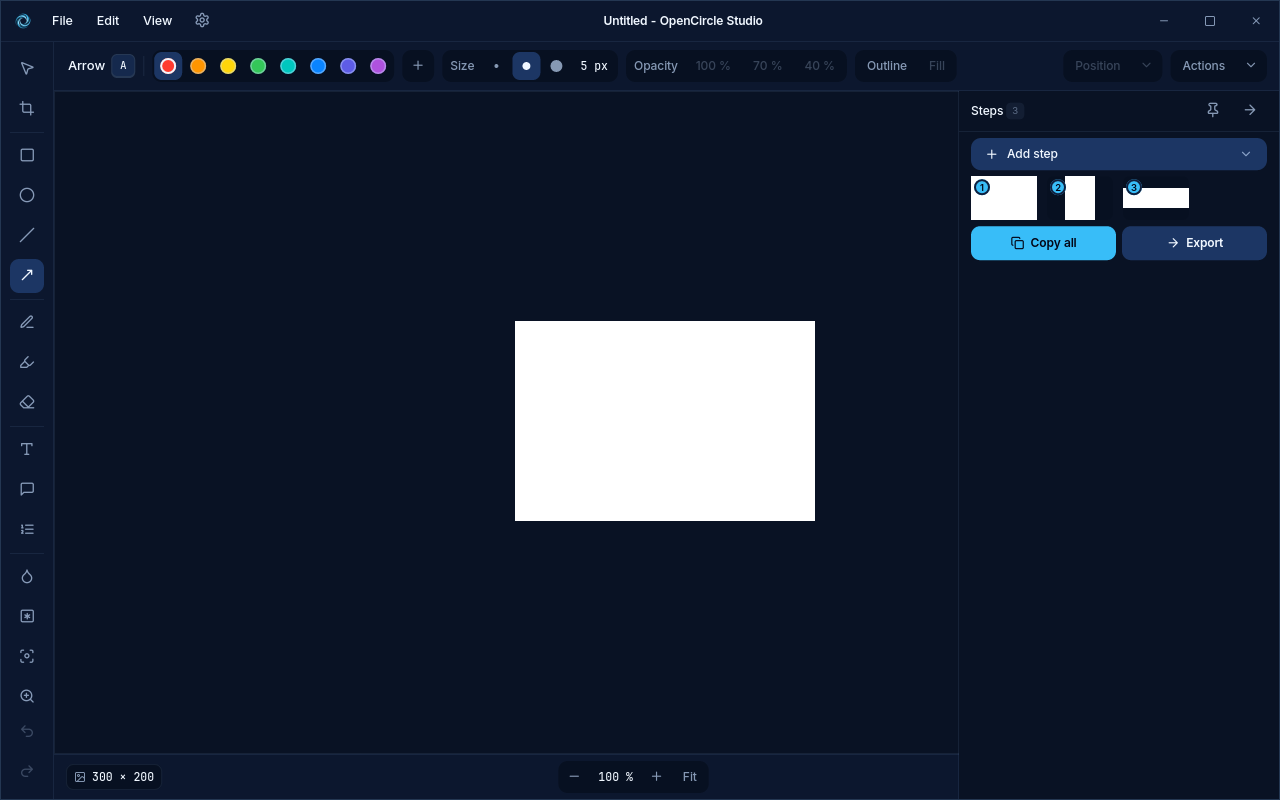 File Edit View Untitled - OpenCircle Studio
Arrow A Size 5 px Opacity 100 % 70 % 40 % Outline Fill Position Actions
Steps 3
Add step
1 2 3
Copy all Export
300 × 200 100 % Fit